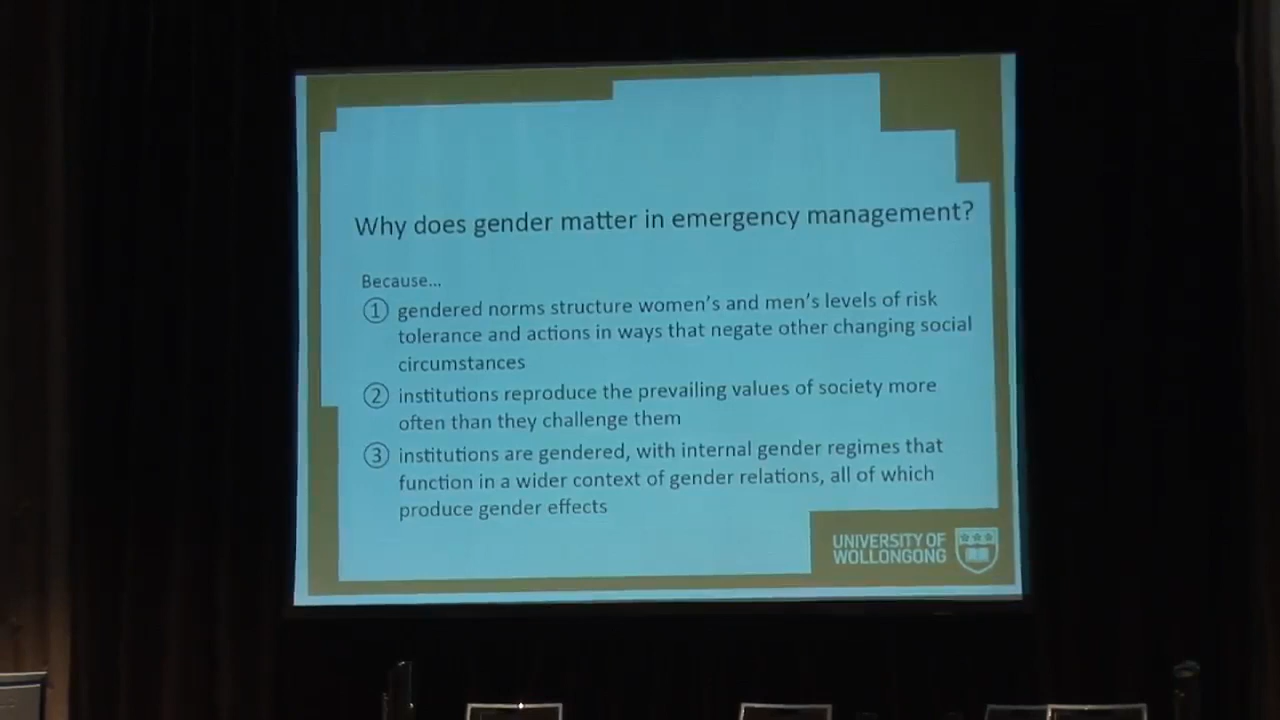 Why does gender matter in emergency management?
Because...
① gendered norms structure women's and men's levels of risk
tolerance and actions in ways that negate other changing social
circumstances
② institutions reproduce the prevailing values of society more
often than they challenge them
③ institutions are gendered, with internal gender regimes that
function in a wider context of gender relations, all of which
produce gender effects
UNIVERSITY OF
WOLLONGONG